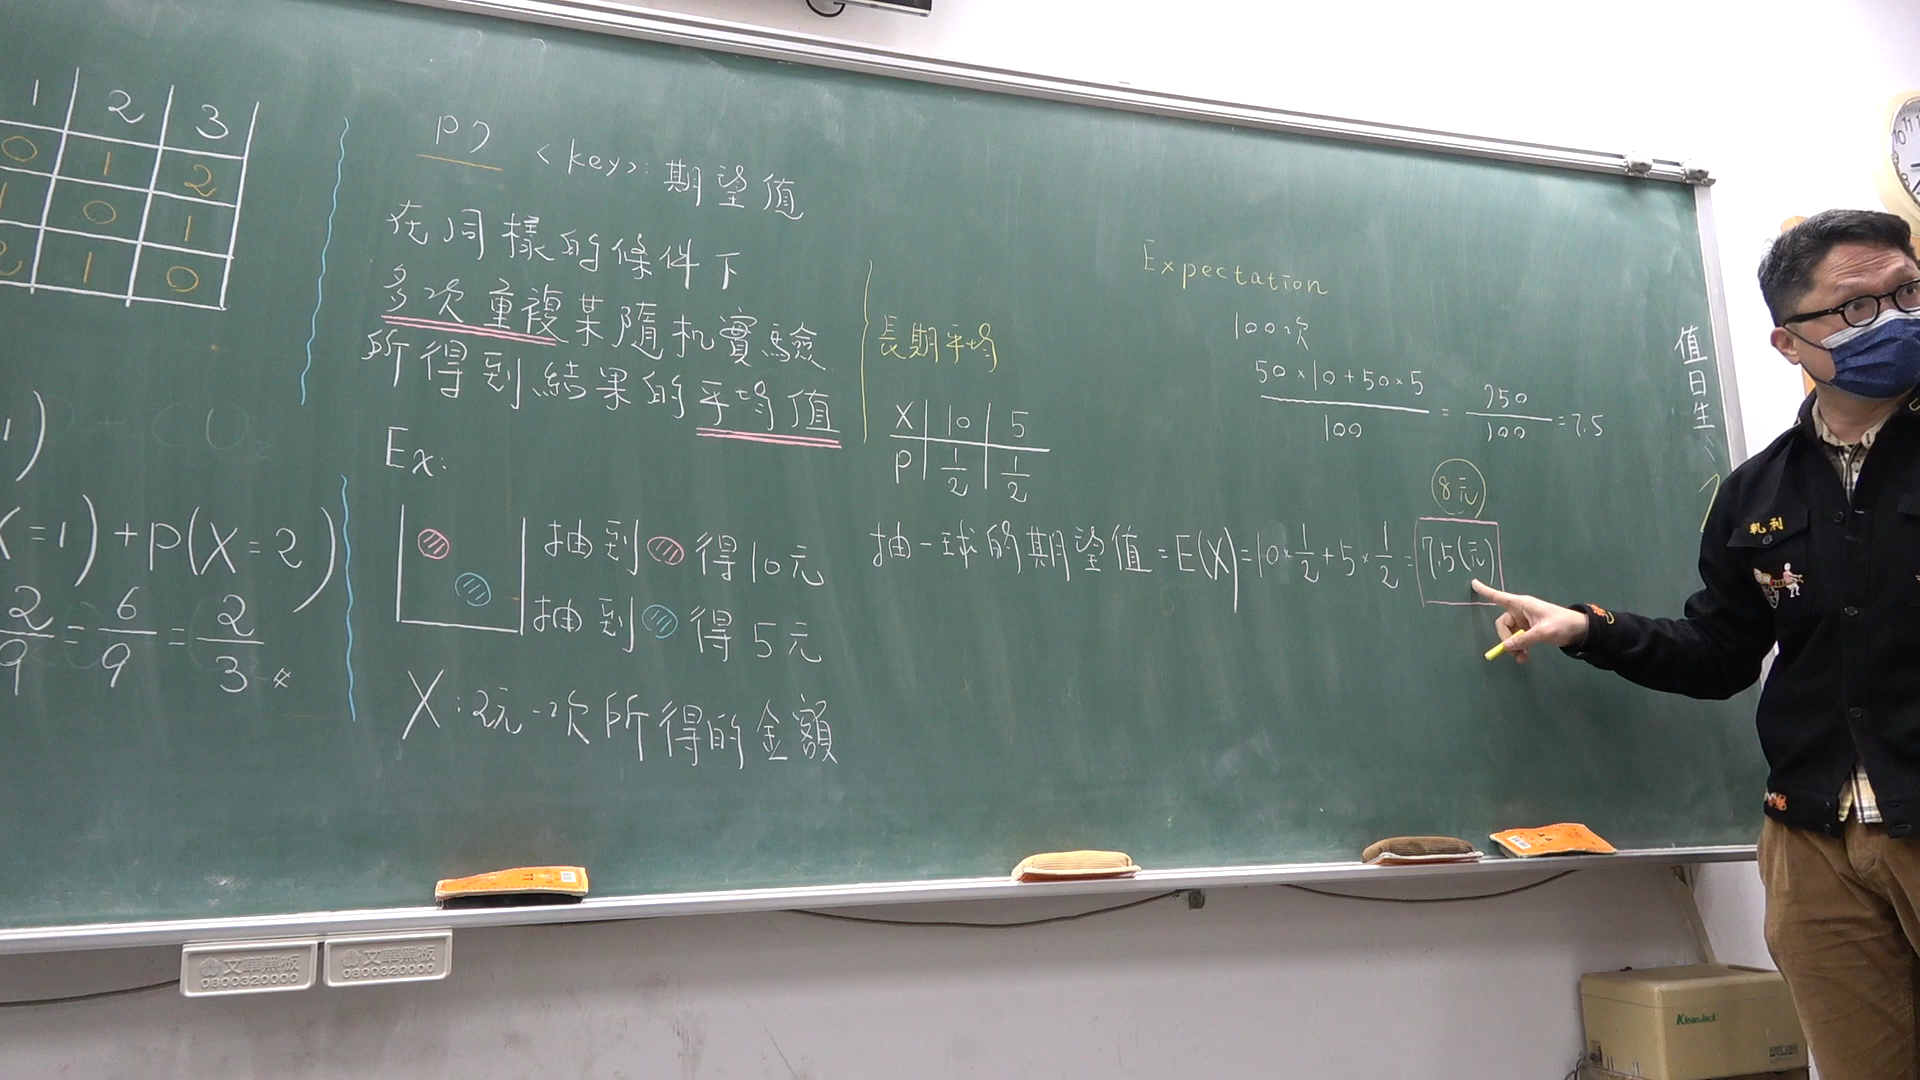 1 2 3
0 1 2
1 0 1
2 1 0
1)
X=1)+P(X=2)
2/9=6/9=2/3
P7
<key>:期望值
在同樣的條件下
多次重複某隨机實驗
所得到結果的平均值
Ex:
抽到 得10元
抽到 得5元
X:玩一次所得的金額
長期平均
X 10 5
P 1/2 1/2
Expectation
100次
50×10+50×5/100=750/100=7.5
8元
抽一球的期望值=E(X)=10×1/2+5×1/2=7.5(元)
值日生
軋利
文華黑板
0800320000
文華黑板
0800320000
KleenJack